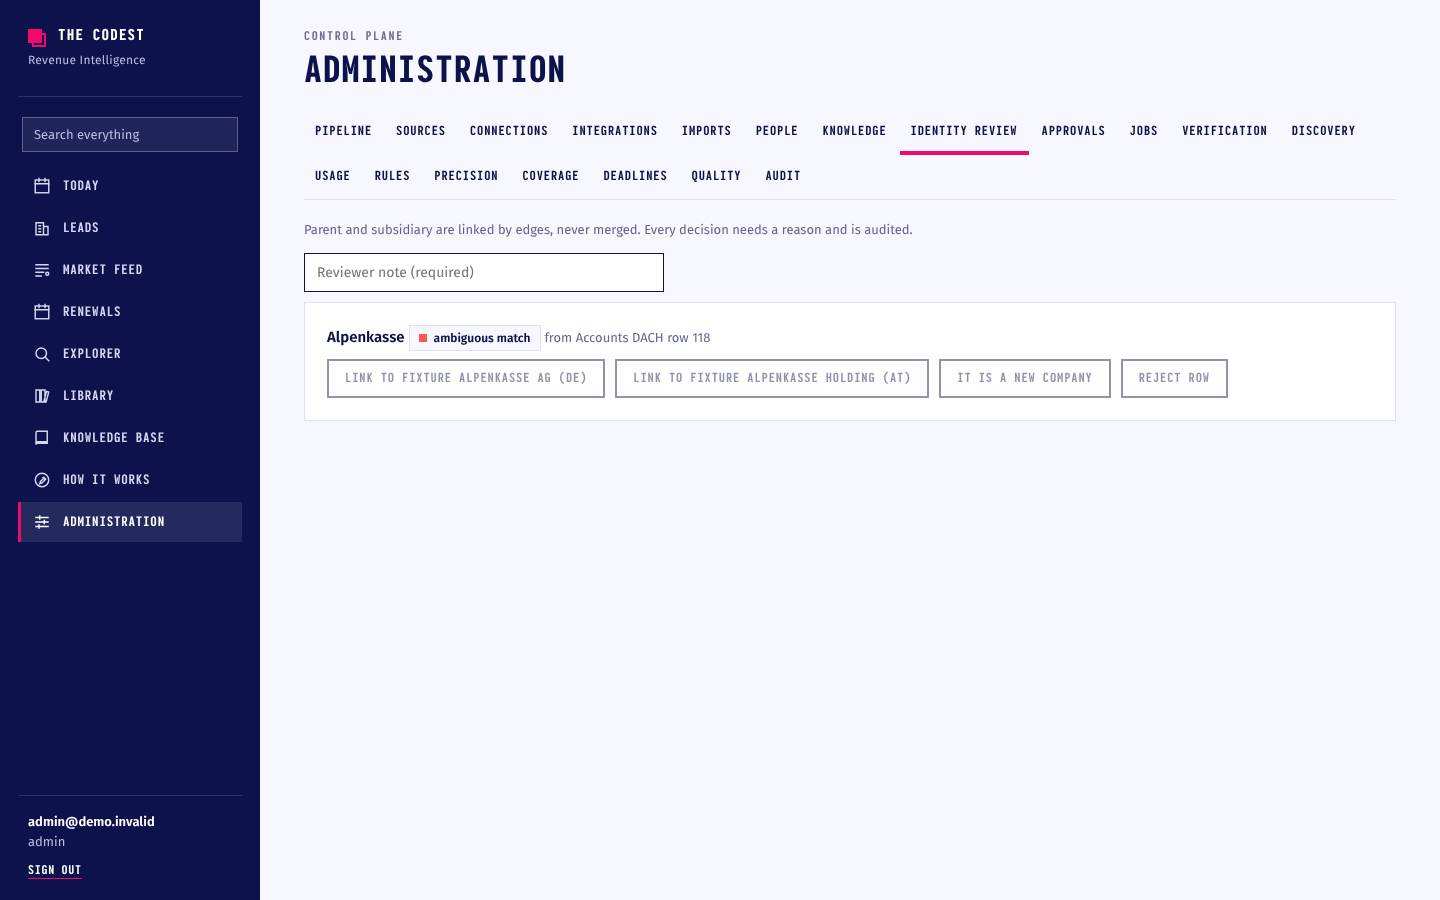 THE CODEST
Revenue Intelligence
Search everything
TODAY
LEADS
MARKET FEED
RENEWALS
EXPLORER
LIBRARY
KNOWLEDGE BASE
HOW IT WORKS
ADMINISTRATION
admin@demo.invalid
admin
SIGN OUT
CONTROL PLANE
ADMINISTRATION
PIPELINE SOURCES CONNECTIONS INTEGRATIONS IMPORTS PEOPLE KNOWLEDGE IDENTITY REVIEW APPROVALS JOBS VERIFICATION DISCOVERY
USAGE RULES PRECISION COVERAGE DEADLINES QUALITY AUDIT
Parent and subsidiary are linked by edges, never merged. Every decision needs a reason and is audited.
Reviewer note (required)
Alpenkasse ambiguous match from Accounts DACH row 118
LINK TO FIXTURE ALPENKASSE AG (DE) LINK TO FIXTURE ALPENKASSE HOLDING (AT) IT IS A NEW COMPANY REJECT ROW